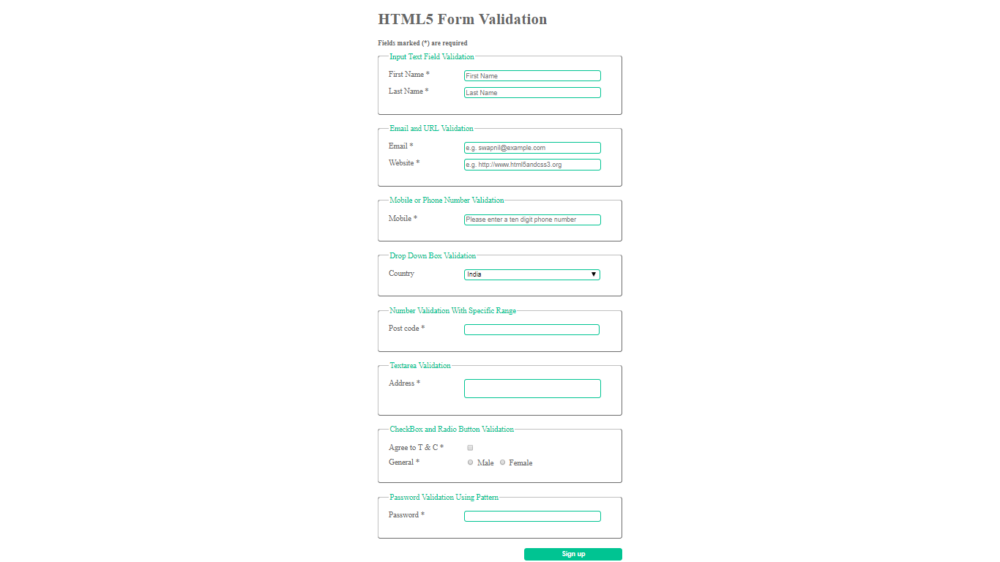 HTML5 Form Validation
Fields marked (*) are required
Input Text Field Validation
First Name * First Name
Last Name * Last Name
Email and URL Validation
Email * e.g. swapnil@example.com
Website * e.g. http://www.html5andcss3.org
Mobile or Phone Number Validation
Mobile * Please enter a ten digit phone number
Drop Down Box Validation
Country India
Number Validation With Specific Range
Post code *
Textarea Validation
Address *
CheckBox and Radio Button Validation
Agree to T & C *
General * Male Female
Password Validation Using Pattern
Password *
Sign up